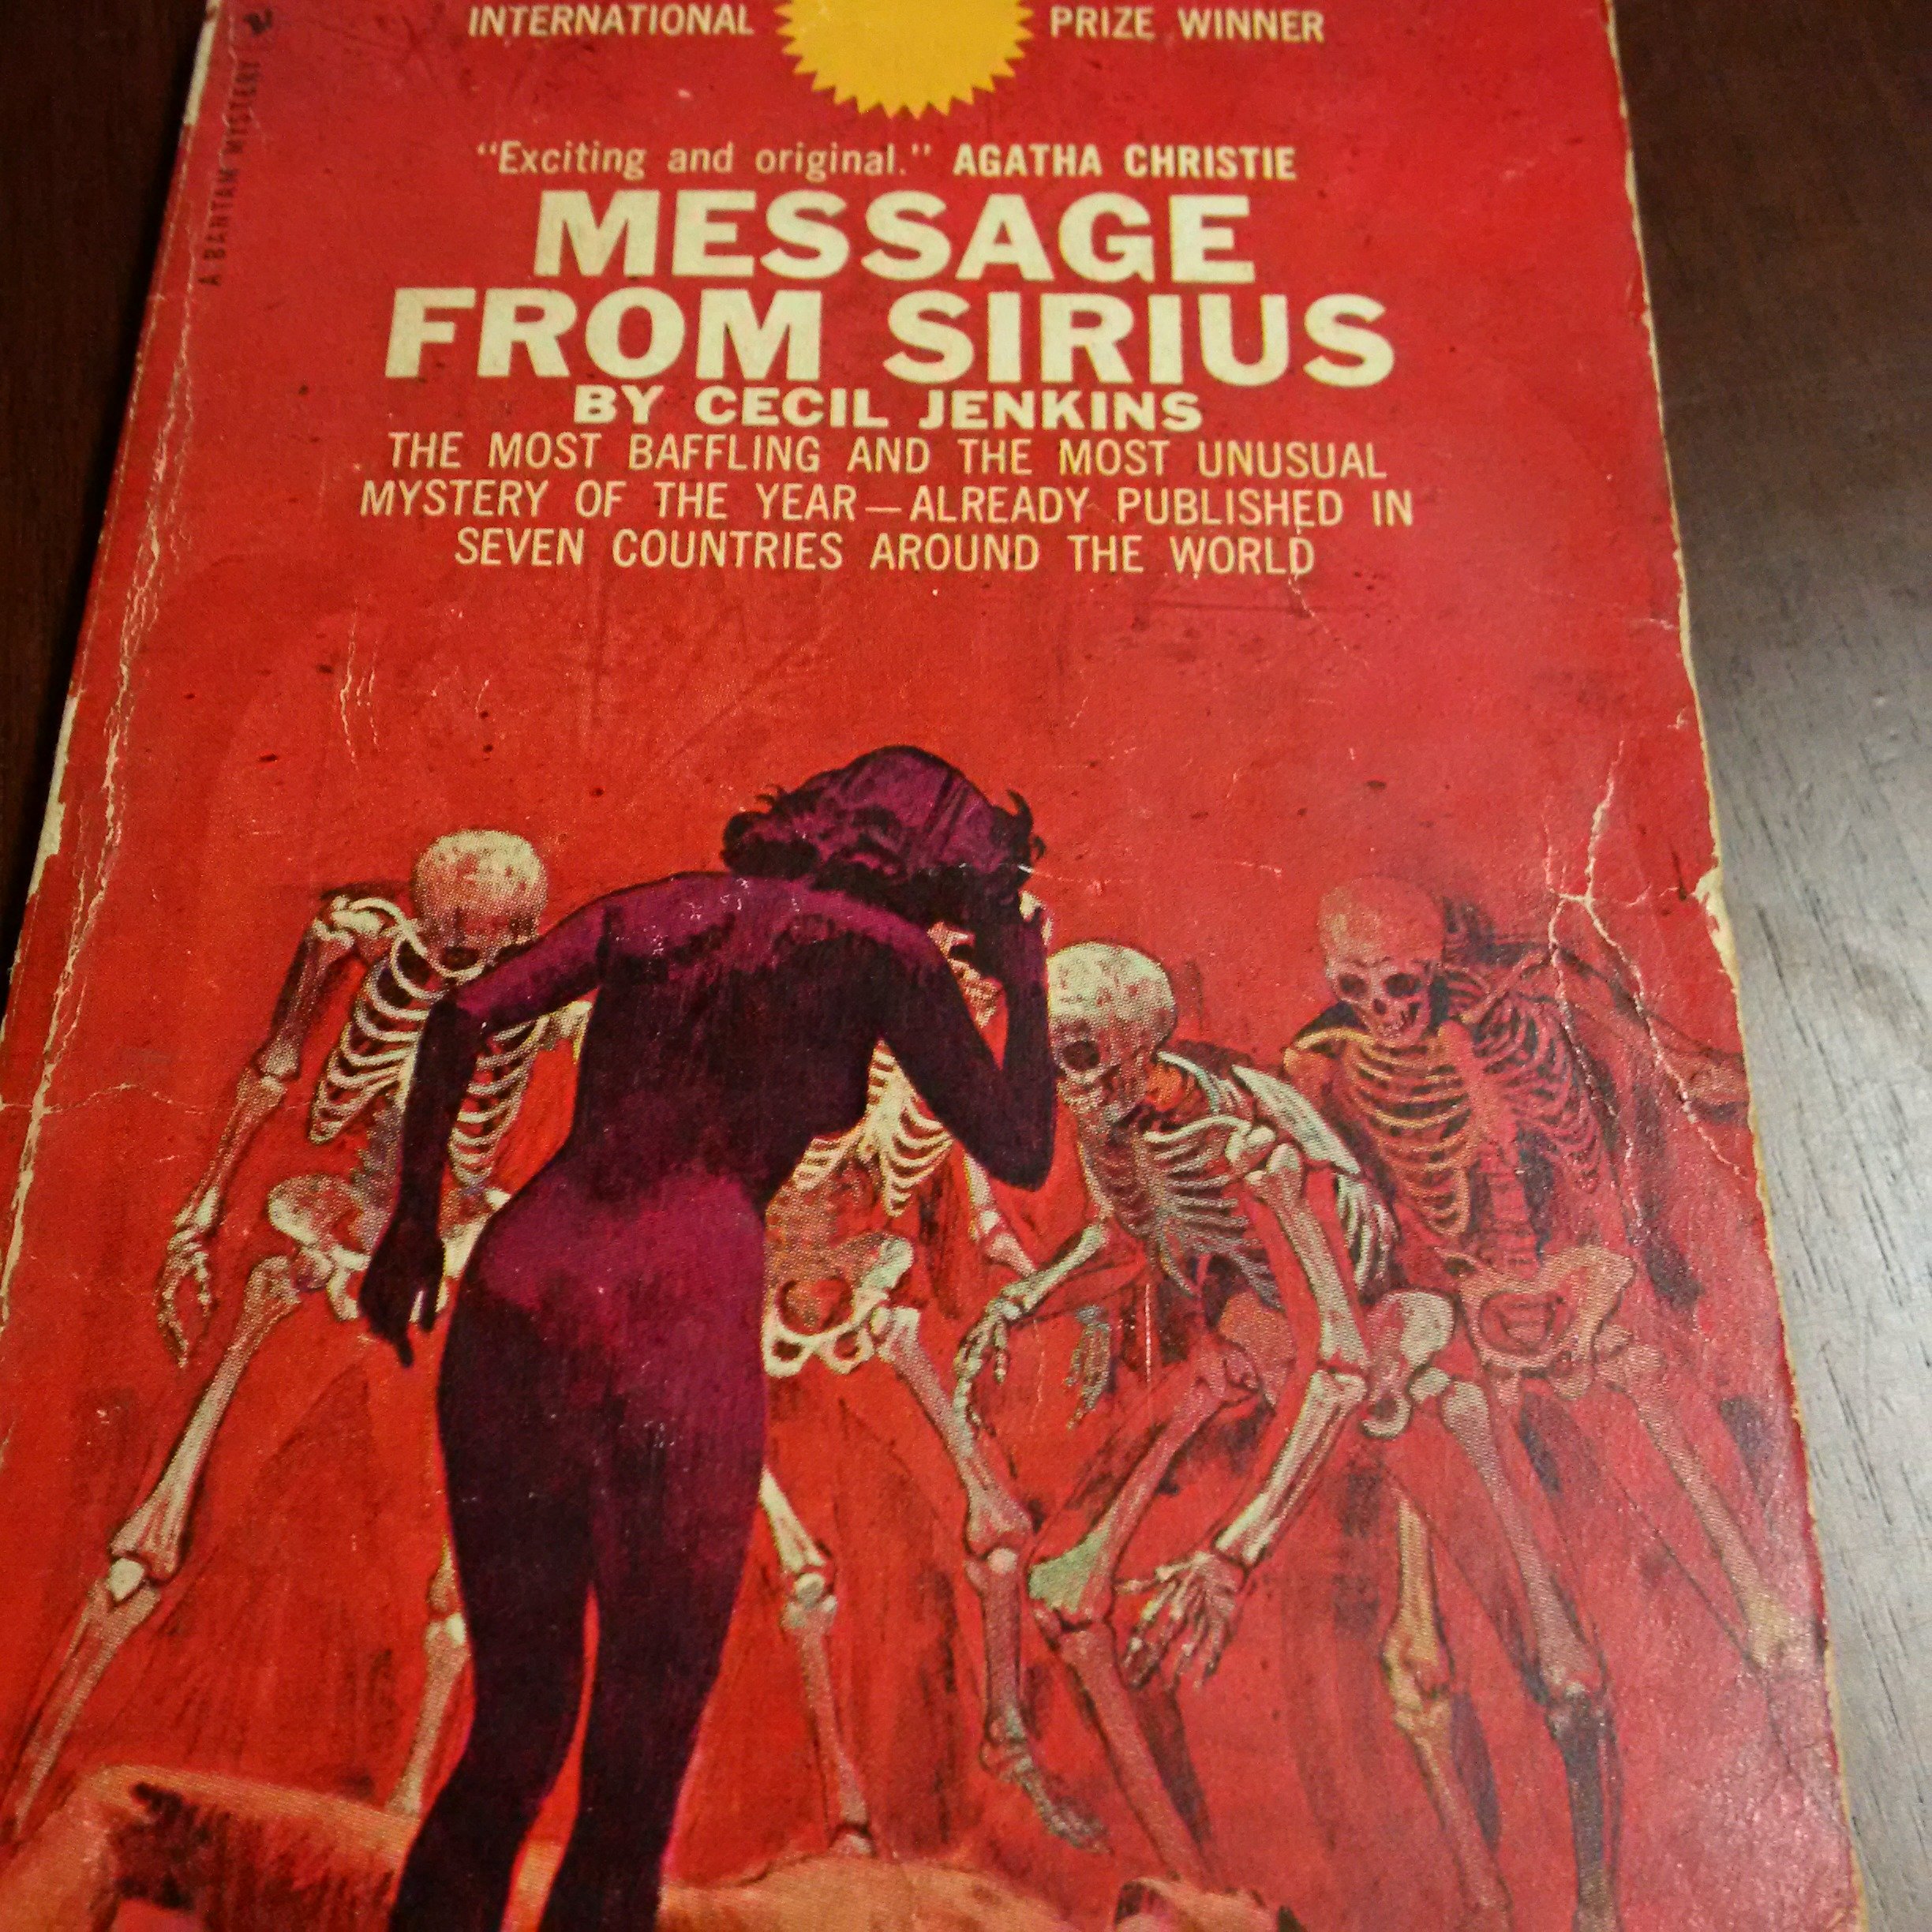 INTERNATIONAL PRIZE WINNER
A BANTAM MYSTERY
“Exciting and original.” AGATHA CHRISTIE
MESSAGE
FROM SIRIUS
BY CECIL JENKINS
THE MOST BAFFLING AND THE MOST UNUSUAL
MYSTERY OF THE YEAR—ALREADY PUBLISHED IN
SEVEN COUNTRIES AROUND THE WORLD